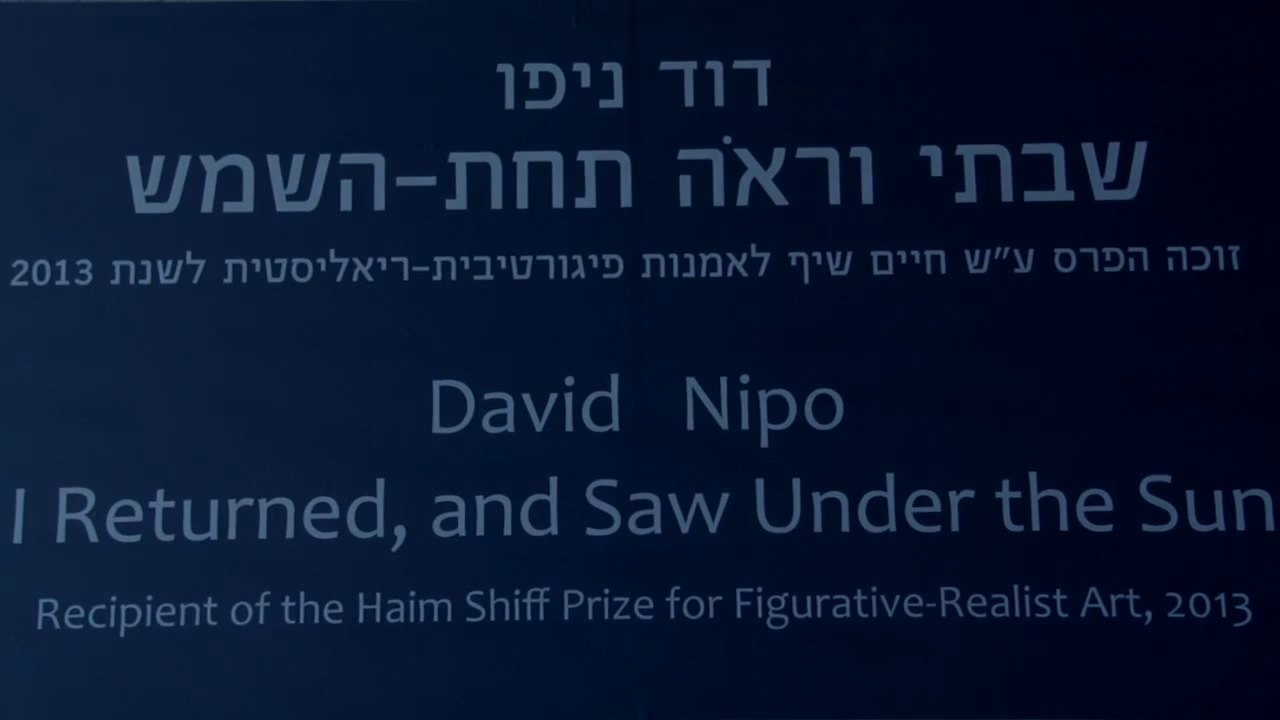 דוד ניפו
שבתי וראֹה תחת-השמש
זוכה הפרס ע"ש חיים שיף לאמנות פיגורטיבית-ריאליסטית לשנת 2013
David Nipo
I Returned, and Saw Under the Sun
Recipient of the Haim Shiff Prize for Figurative-Realist Art, 2013